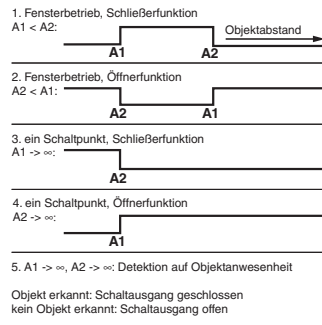 1. Fensterbetrieb, Schließerfunktion
A1 < A2:
Objektabstand
A1
A2
2. Fensterbetrieb, Öffnerfunktion
A2 < A1:
A2
A1
3. ein Schaltpunkt, Schließerfunktion
A1 -> ∞:
A2
4. ein Schaltpunkt, Öffnerfunktion
A2 -> ∞:
A1
5. A1 -> ∞, A2 -> ∞: Detektion auf Objektanwesenheit
Objekt erkannt: Schaltausgang geschlossen
kein Objekt erkannt: Schaltausgang offen